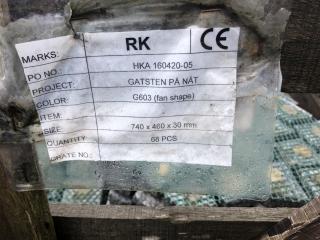 MARKS: RK CE
PO NO.: HKA 160420-05
PROJECT: GATSTEN PÅ NÄT
COLOR: G603 (fan shape)
ITEM:
SIZE 740 x 460 x 30 mm
QUANTITY 66 PCS
CRATE NO.: